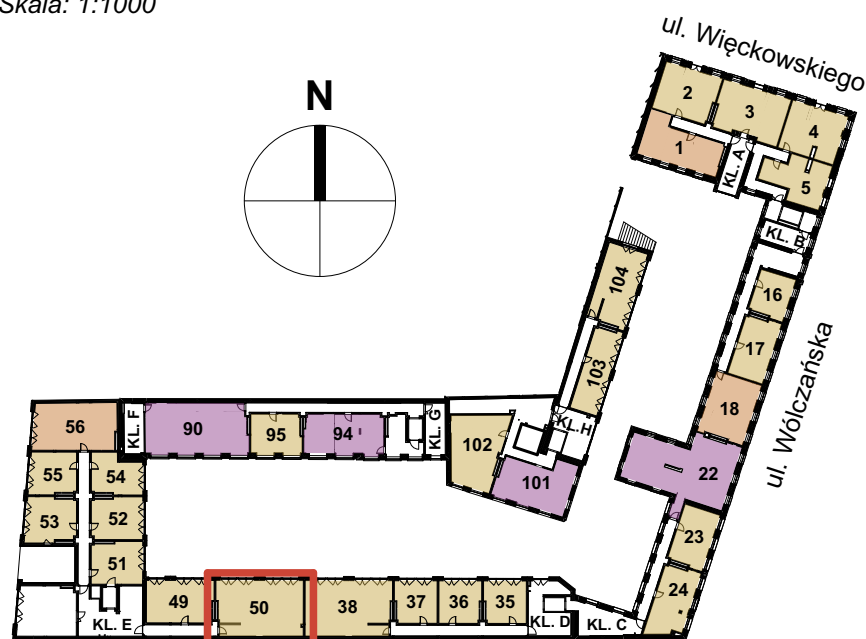 Skala: 1:1000
ul. Więckowskiego
N
2
3
4
1
KL. A
5
KL. B
104
16
17
ul. Wólczańska
103
18
56
KL. F
90
95
94
KL. G
102
KL.H
101
22
55
54
53
52
51
23
24
49
50
38
37
36
35
KL. E
KL. D
KL. C